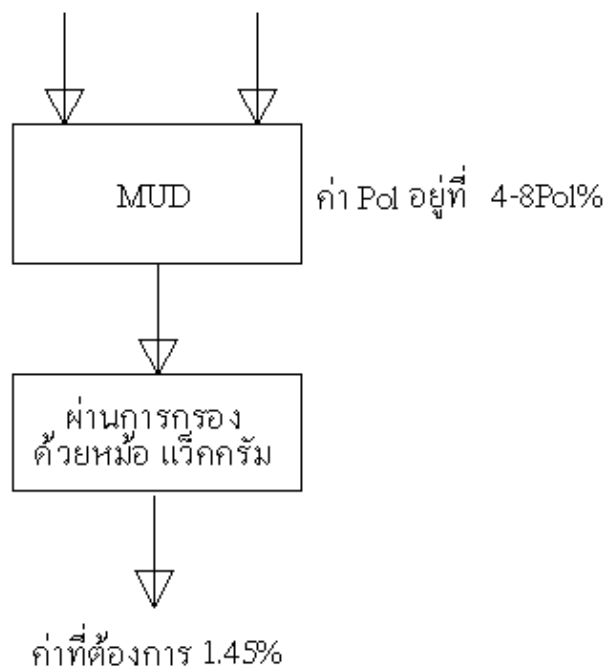 MUD
ค่า Pol อยู่ที่ 4-8Pol%
ผ่านการกรอง
ด้วยหม้อ แว็คครัม
ค่าที่ต้องการ 1.45%